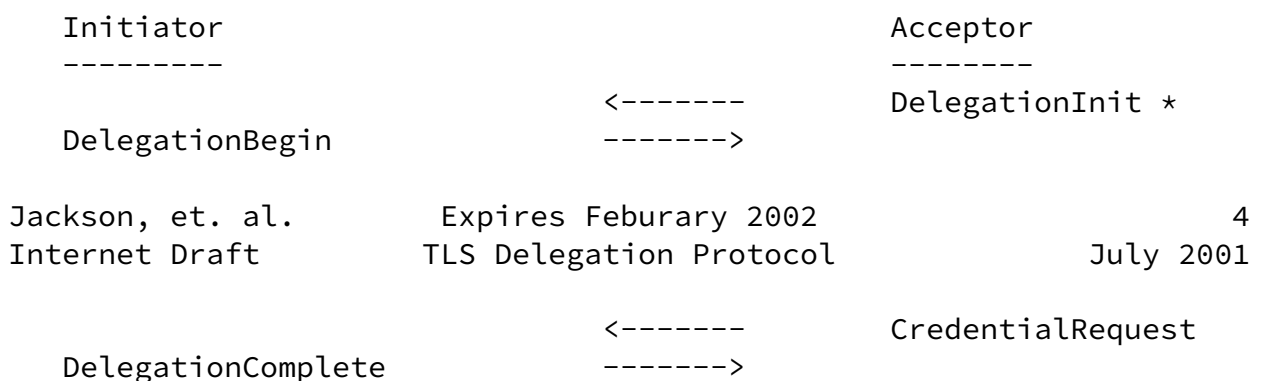 Initiator                                    Acceptor
---------                                    --------
                              <-------       DelegationInit *
DelegationBegin               ------->
Jackson, et. al.        Expires Feburary 2002                        4
Internet Draft         TLS Delegation Protocol               July 2001
                              <-------       CredentialRequest
DelegationComplete            ------->